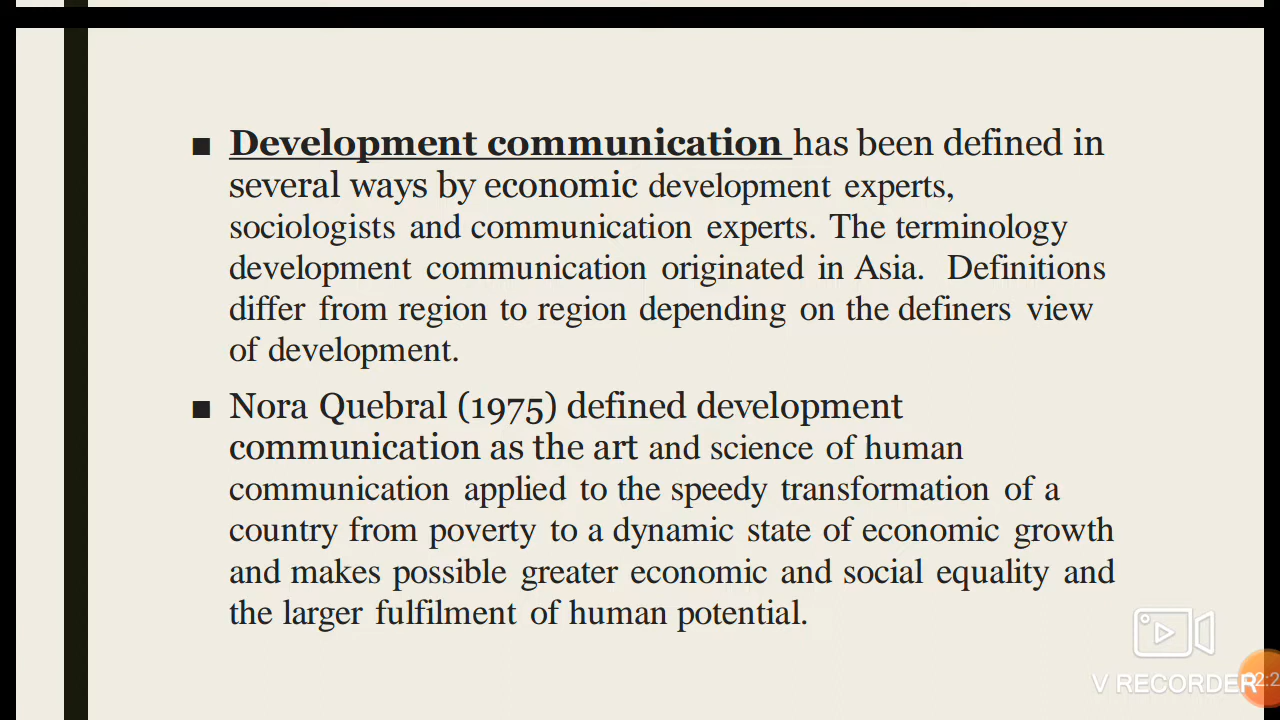 ■ Development communication has been defined in
several ways by economic development experts,
sociologists and communication experts. The terminology
development communication originated in Asia. Definitions
differ from region to region depending on the definers view
of development.
■ Nora Quebral (1975) defined development
communication as the art and science of human
communication applied to the speedy transformation of a
country from poverty to a dynamic state of economic growth
and makes possible greater economic and social equality and
the larger fulfilment of human potential.
V RECORDER